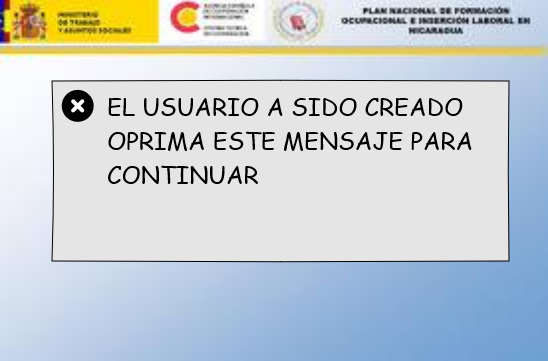 MINISTERIO
DE TRABAJO
Y ASUNTOS SOCIALES
PLAN NACIONAL DE FORMACIÓN
OCUPACIONAL E INSERCIÓN LABORAL EN
NICARAGUA
EL USUARIO A SIDO CREADO
OPRIMA ESTE MENSAJE PARA
CONTINUAR